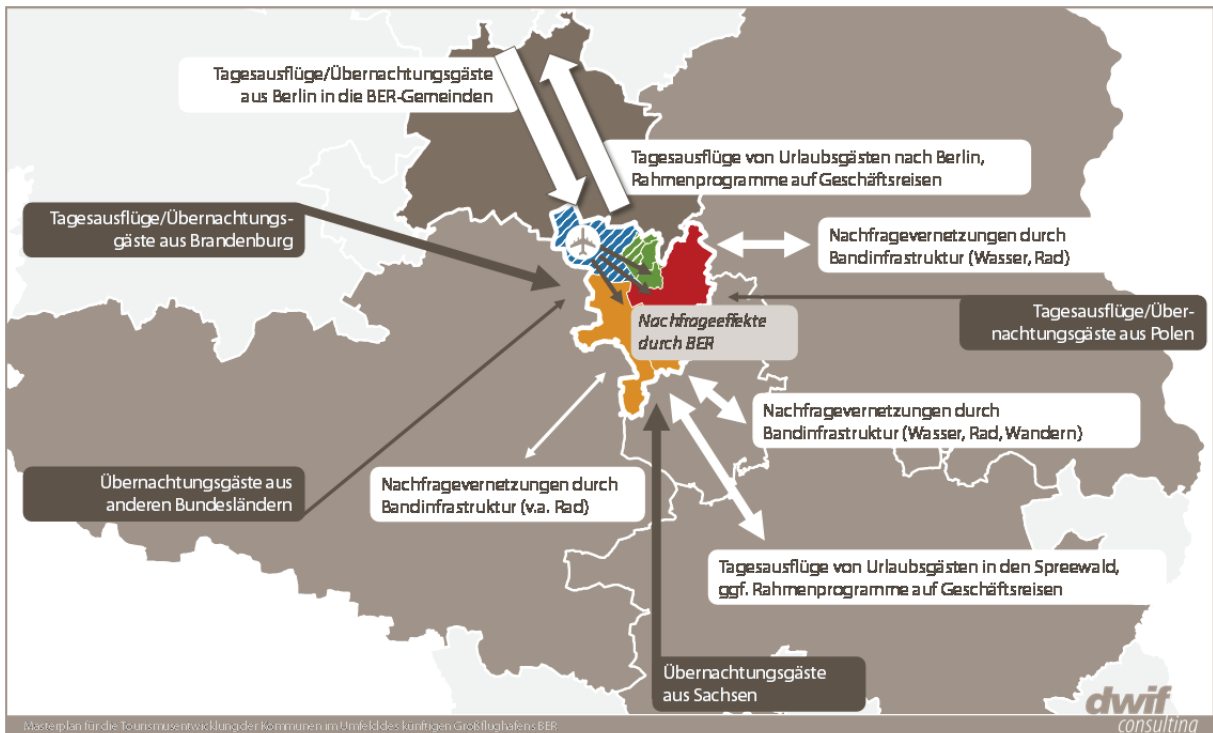 Tagesausflüge/Übernachtungsgäste
aus Berlin in die BER-Gemeinden
Tagesausflüge von Urlaubsgästen nach Berlin,
Rahmenprogramme auf Geschäftsreisen
Tagesausflüge/Übernachtungs-
gäste aus Brandenburg
Nachfragevernetzungen durch
Bandinfrastruktur (Wasser, Rad)
Nachfrageeffekte
durch BER
Tagesausflüge/Über-
nachtungsgäste aus Polen
Nachfragevernetzungen durch
Bandinfrastruktur (Wasser, Rad, Wandern)
Übernachtungsgäste aus
anderen Bundesländern
Nachfragevernetzungen durch
Bandinfrastruktur (v.a. Rad)
Tagesausflüge von Urlaubsgästen in den Spreewald,
ggf. Rahmenprogramme auf Geschäftsreisen
Übernachtungsgäste
aus Sachsen
dwif
consulting
Masterplan für die Tourismusentwicklung der Kommunen im Umfeld des künftigen Großflughafens BER